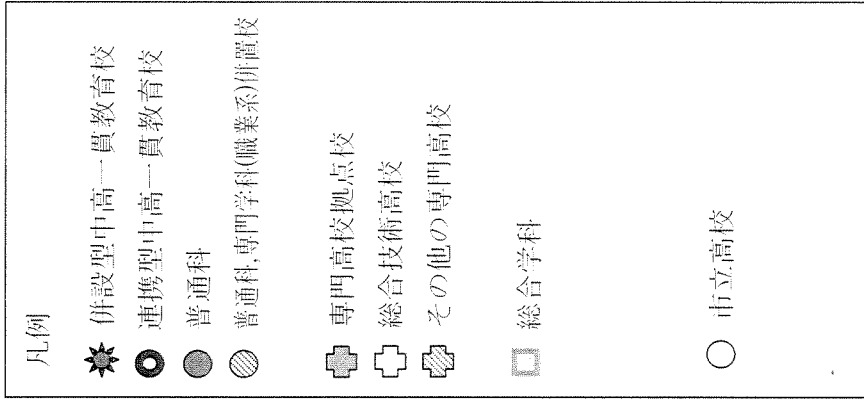 凡例
併設型中高一貫教育校
連携型中高一貫教育校
普通科
普通科,専門学科(職業系)併置校
専門高校拠点校
総合技術高校
その他の専門高校
総合学科
市立高校